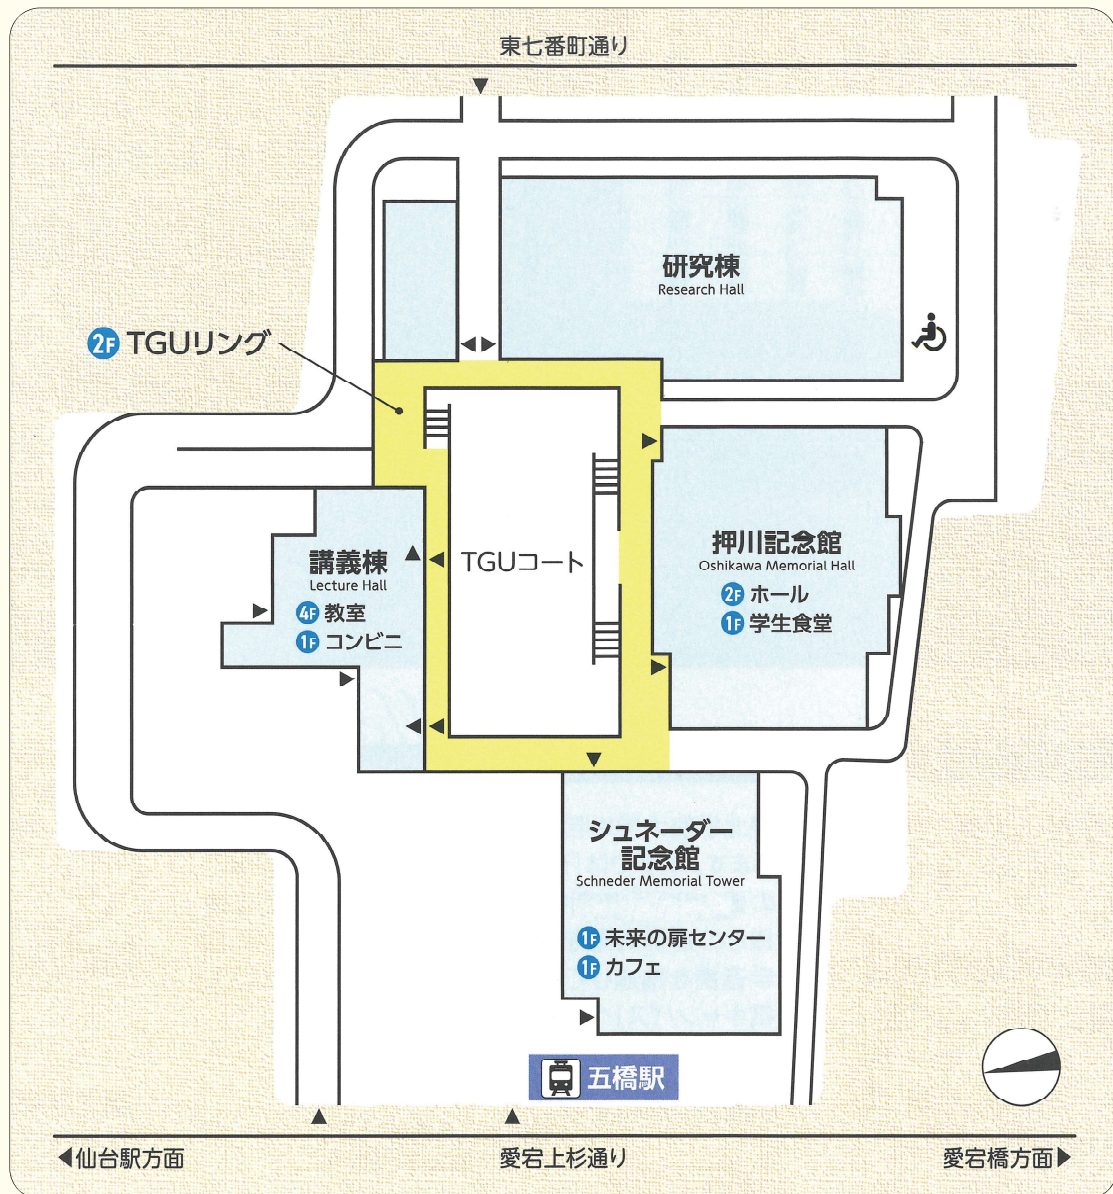 東七番町通り
研究棟
Research Hall
2F TGUリング
講義棟
Lecture Hall
4F 教室
1F コンビニ
TGUコート
押川記念館
Oshikawa Memorial Hall
2F ホール
1F 学生食堂
シュネーダー
記念館
Schneder Memorial Tower
1F 未来の扉センター
1F カフェ
五橋駅
◀仙台駅方面
愛宕上杉通り
愛宕橋方面▶